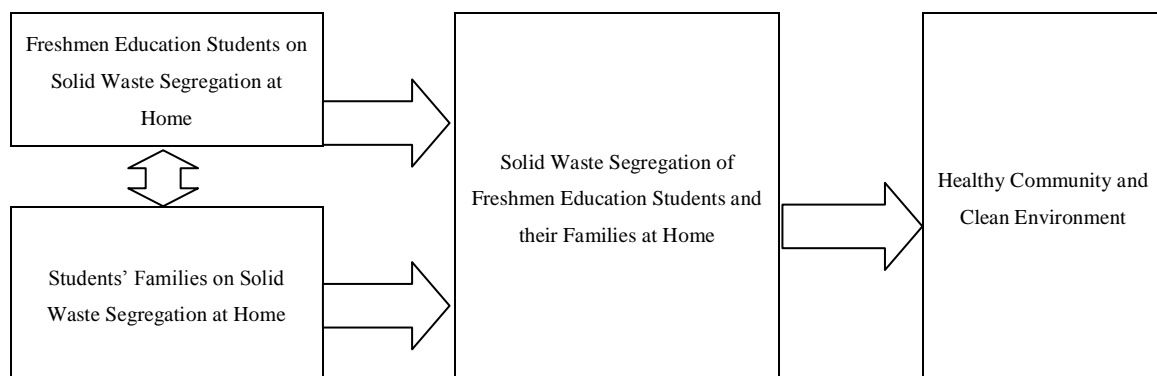 Freshmen Education Students on
Solid Waste Segregation at
Home
Students’ Families on Solid
Waste Segregation at Home
Solid Waste Segregation of
Freshmen Education Students and
their Families at Home
Healthy Community and
Clean Environment